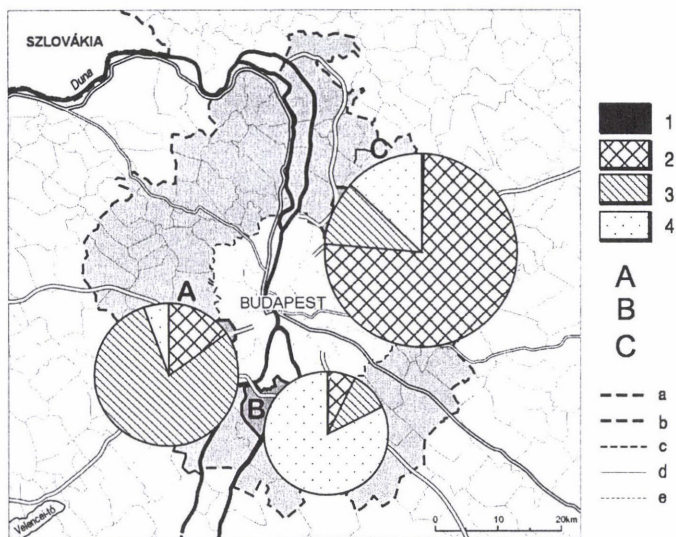 SZLOVÁKIA
Duna
C
A
BUDAPEST
B
Velencei-tó
0 10 20km
1
2
3
4
A
B
C
a
b
c
d
e